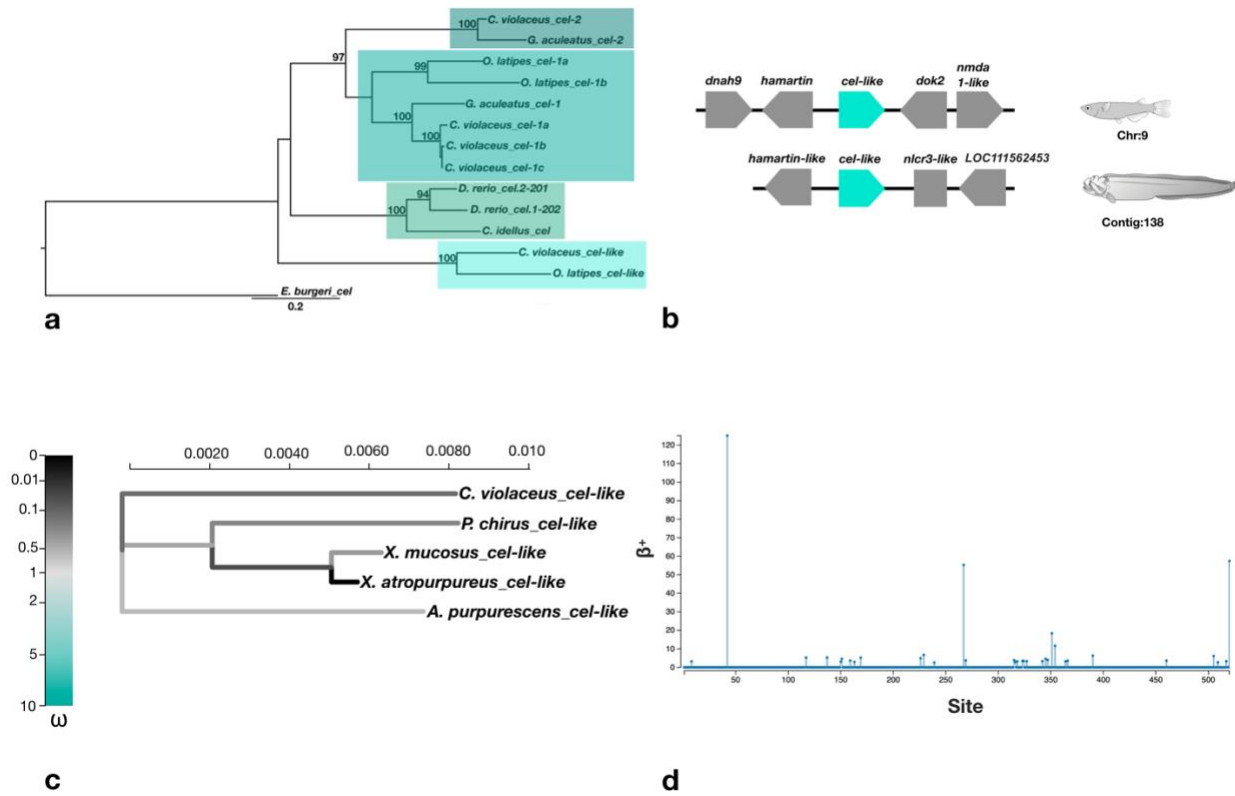 100
C. violaceus_cel-2
G. aculeatus_cel-2
97
99
O. latipes_cel-1a
O. latipes_cel-1b
G. aculeatus_cel-1
100
C. violaceus_cel-1a
100
C. violaceus_cel-1b
C. violaceus_cel-1c
94
D. rerio_cel.2-201
100
D. rerio_cel.1-202
C. idellus_cel
100
C. violaceus_cel-like
O. latipes_cel-like
E. burgeri_cel
0.2
a
dnah9 hamartin cel-like dok2 nmda
1-like
Chr:9
hamartin-like cel-like nlcr3-like LOC111562453
Contig:138
b
0
0.01
0.1
0.5
1
2
5
10
ω
0.0020 0.0040 0.0060 0.0080 0.010
C. violaceus_cel-like
P. chirus_cel-like
X. mucosus_cel-like
X. atropurpureus_cel-like
A. purpurescens_cel-like
c
120
110
100
90
80
70
60
50
40
30
20
10
0
β+
50 100 150 200 250 300 350 400 450 500
Site
d